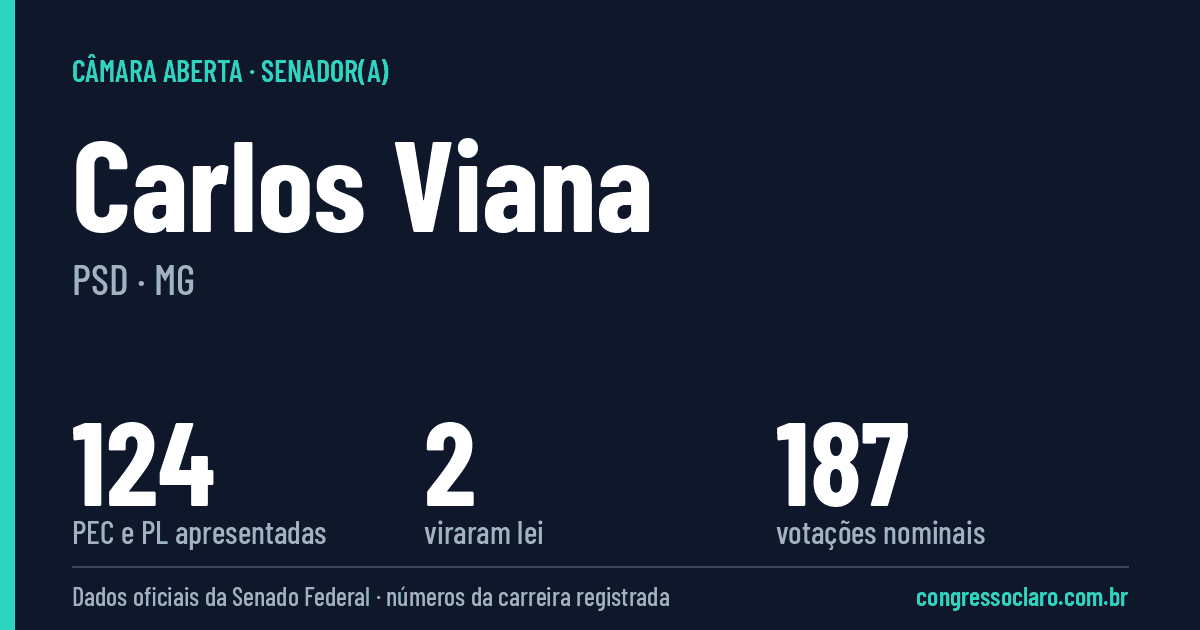 CÂMARA ABERTA · SENADOR(A)
Carlos Viana
PSD · MG
124
PEC e PL apresentadas
2
viraram lei
187
votações nominais
Dados oficiais da Senado Federal · números da carreira registrada
congressoclaro.com.br